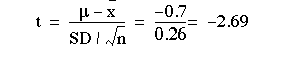 t = (μ − x̄) / (SD / √n) = −0.7 / 0.26 = −2.69